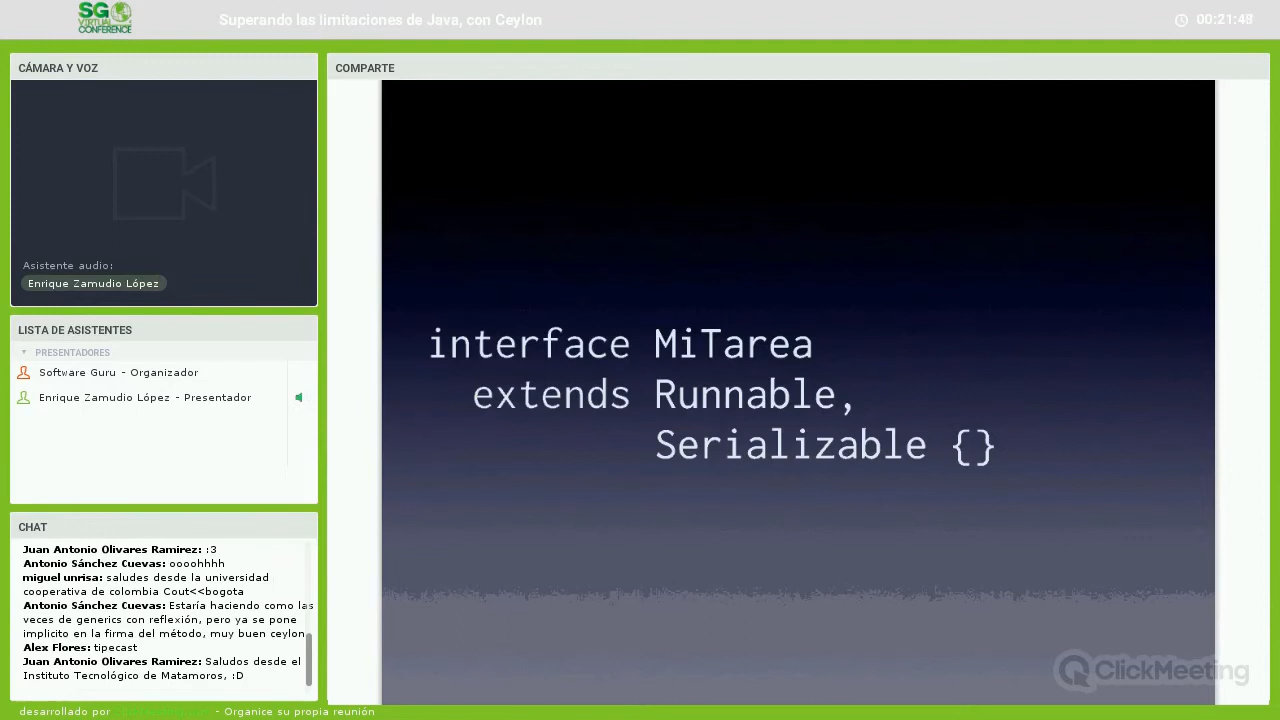 SG
VIRTUAL
CONFERENCE
Superando las limitaciones de Java, con Ceylon
00:21:48
CÁMARA Y VOZ
Asistente audio:
Enrique Zamudio López
LISTA DE ASISTENTES
PRESENTADORES
Software Guru - Organizador
Enrique Zamudio López - Presentador
CHAT
Juan Antonio Olivares Ramirez: :3
Antonio Sánchez Cuevas: oooohhhh
miguel unrisa: saludes desde la universidad
cooperativa de colombia Cout<<bogota
Antonio Sánchez Cuevas: Estaría haciendo como las
veces de generics con reflexión, pero ya se pone
implicito en la firma del método, muy buen ceylon
Alex Flores: tipecast
Juan Antonio Olivares Ramirez: Saludos desde el
Instituto Tecnológico de Matamoros, :D
desarrollado por - Organice su propia reunión
COMPARTE
interface MiTarea
extends Runnable,
Serializable {}
ClickMeeting